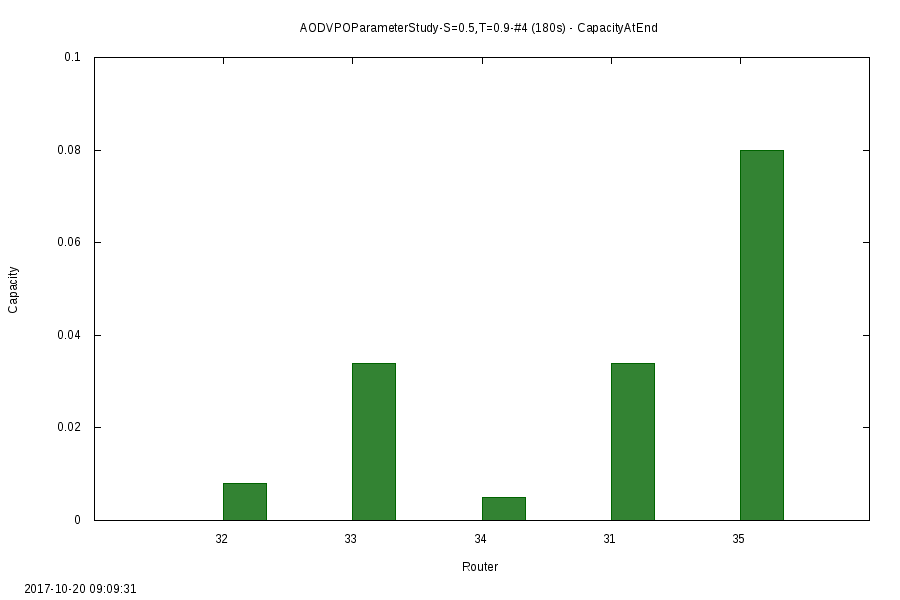 AODVPOParameterStudy-S=0.5,T=0.9-#4 (180s) - CapacityAtEnd
0.1
0.08
0.06
0.04
0.02
0
Capacity
32 33 34 31 35
Router
2017-10-20 09:09:31